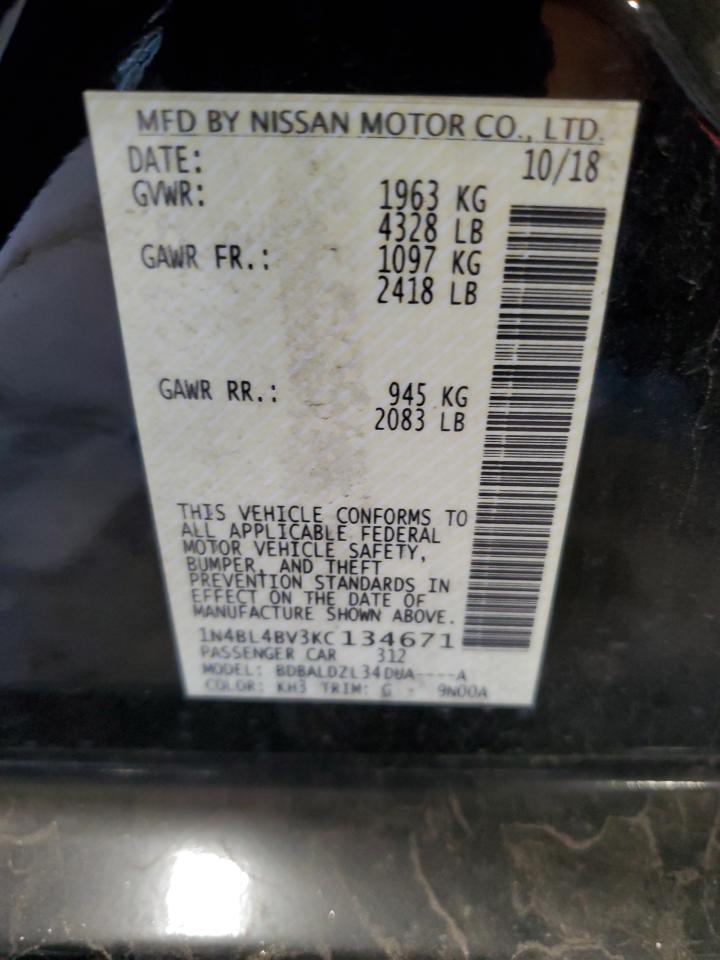 MFD BY NISSAN MOTOR CO., LTD.
DATE: 10/18
GVWR: 1963 KG
4328 LB
GAWR FR.: 1097 KG
2418 LB
GAWR RR.: 945 KG
2083 LB
THIS VEHICLE CONFORMS TO
ALL APPLICABLE FEDERAL
MOTOR VEHICLE SAFETY,
BUMPER, AND THEFT
PREVENTION STANDARDS IN
EFFECT ON THE DATE OF
MANUFACTURE SHOWN ABOVE.
1N4BL4BV3KC134671
PASSENGER CAR 312
MODEL: BDBALDZL34DUA----A
COLOR: KH3 TRIM: G - 9N00A